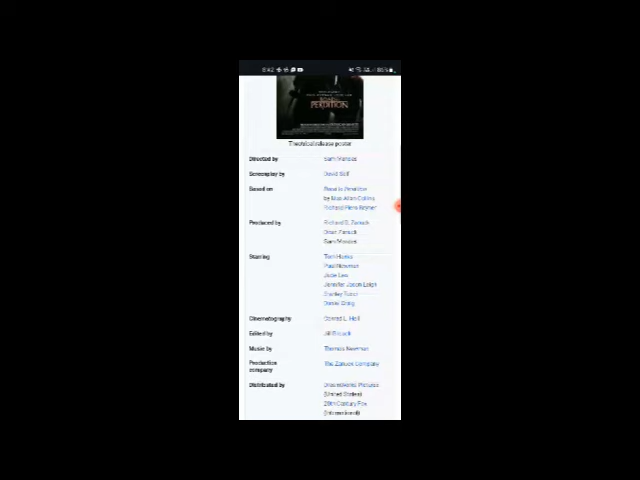 PERDITION
Theatrical release poster
Directed by
Sam Mendes
Screenplay by
David Self
Based on
Road to Perdition
by Max Allan Collins
Richard Piers Rayner
Produced by
Richard D. Zanuck
Dean Zanuck
Sam Mendes
Starring
Tom Hanks
Paul Newman
Jude Law
Jennifer Jason Leigh
Stanley Tucci
Daniel Craig
Cinematography
Conrad L. Hall
Edited by
Jill Bilcock
Music by
Thomas Newman
Production
company
The Zanuck Company
Distributed by
DreamWorks Pictures
(United States)
20th Century Fox
(International)